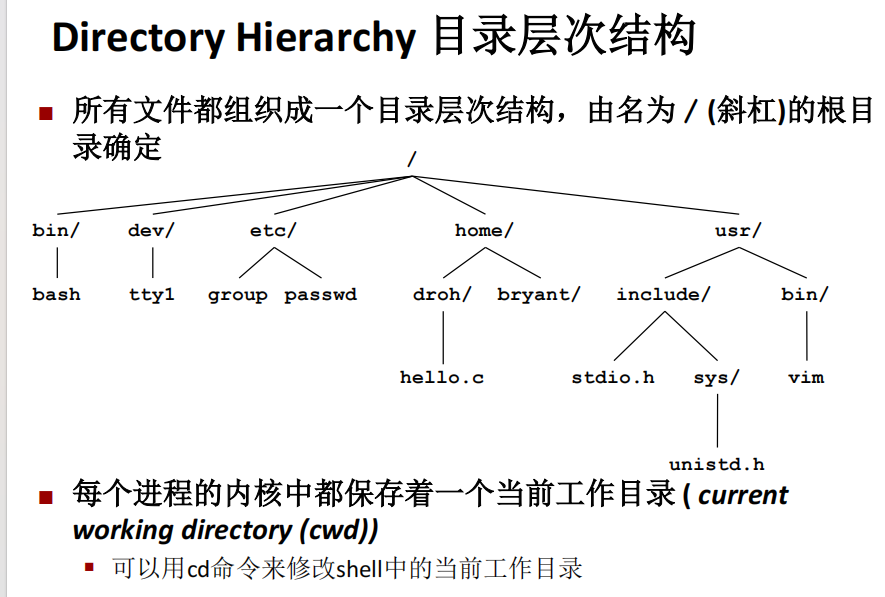 Directory Hierarchy 目录层次结构
所有文件都组织成一个目录层次结构，由名为 / (斜杠)的根目
录确定
/
bin/ dev/ etc/ home/ usr/
bash tty1 group passwd droh/ bryant/ include/ bin/
hello.c stdio.h sys/ vim
unistd.h
每个进程的内核中都保存着一个当前工作目录 ( current
working directory (cwd))
可以用cd命令来修改shell中的当前工作目录